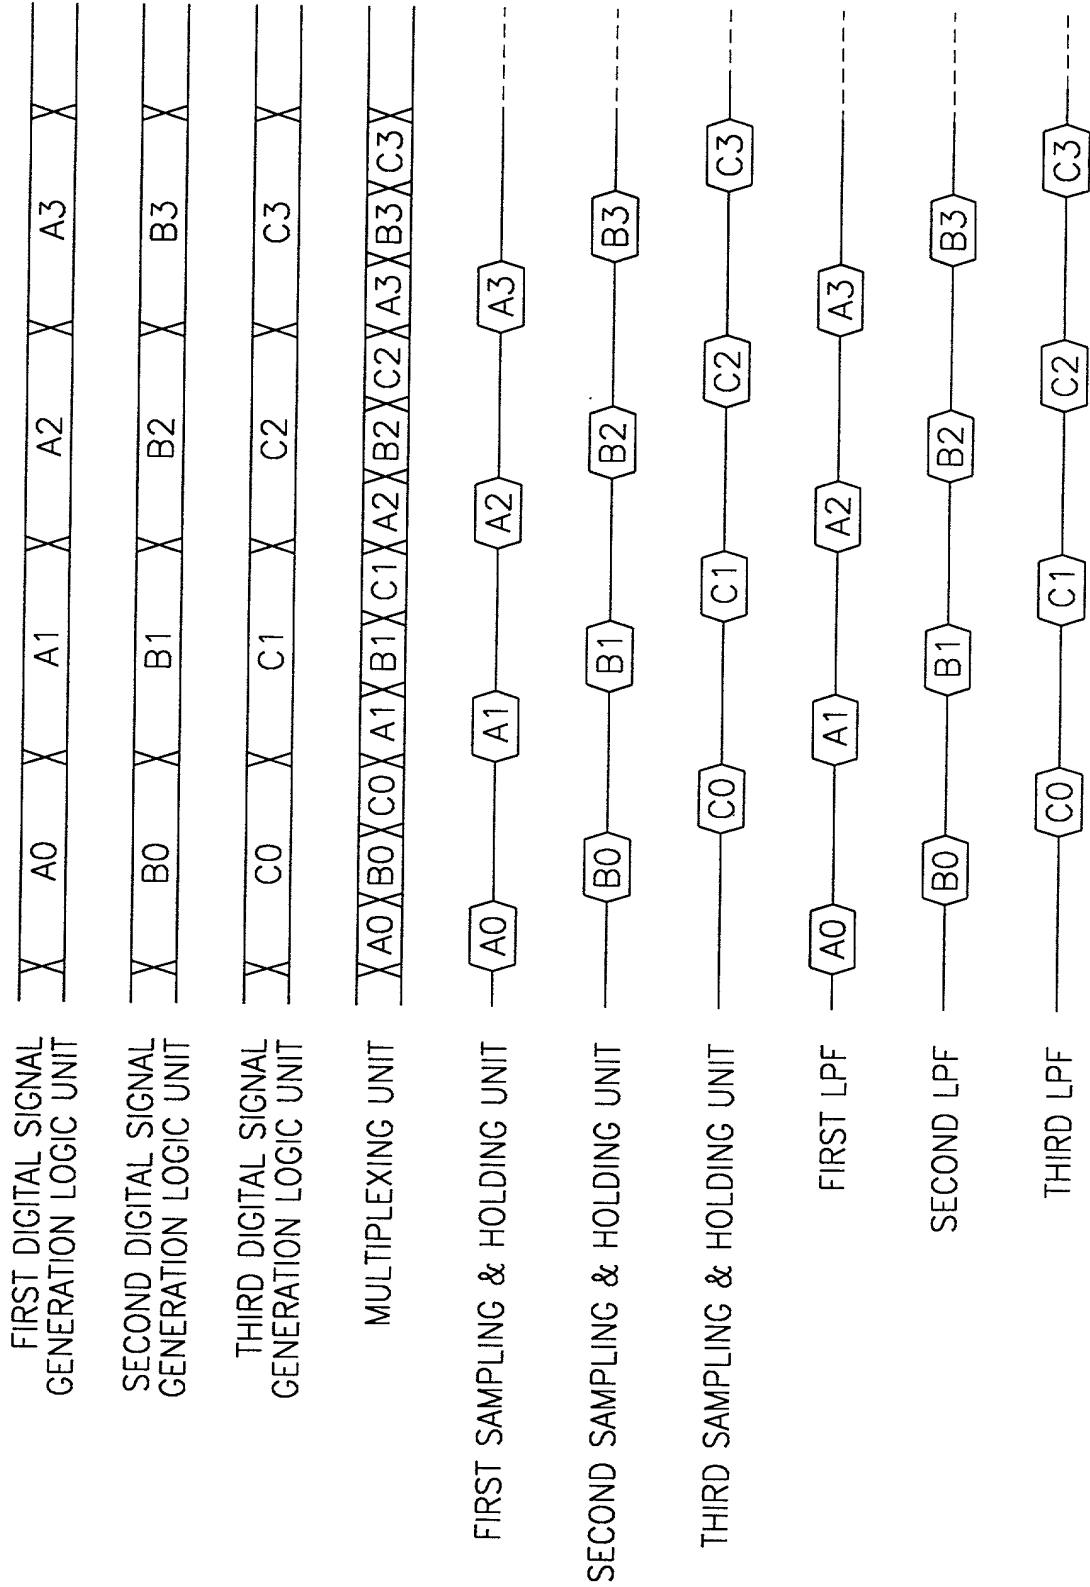 FIRST DIGITAL SIGNAL
GENERATION LOGIC UNIT
A0 A1 A2 A3
SECOND DIGITAL SIGNAL
GENERATION LOGIC UNIT
B0 B1 B2 B3
THIRD DIGITAL SIGNAL
GENERATION LOGIC UNIT
C0 C1 C2 C3
MULTIPLEXING UNIT
A0 B0 C0 A1 B1 C1 A2 B2 C2 A3 B3 C3
FIRST SAMPLING & HOLDING UNIT
A0 A1 A2 A3
SECOND SAMPLING & HOLDING UNIT
B0 B1 B2 B3
THIRD SAMPLING & HOLDING UNIT
C0 C1 C2 C3
FIRST LPF
A0 A1 A2 A3
SECOND LPF
B0 B1 B2 B3
THIRD LPF
C0 C1 C2 C3